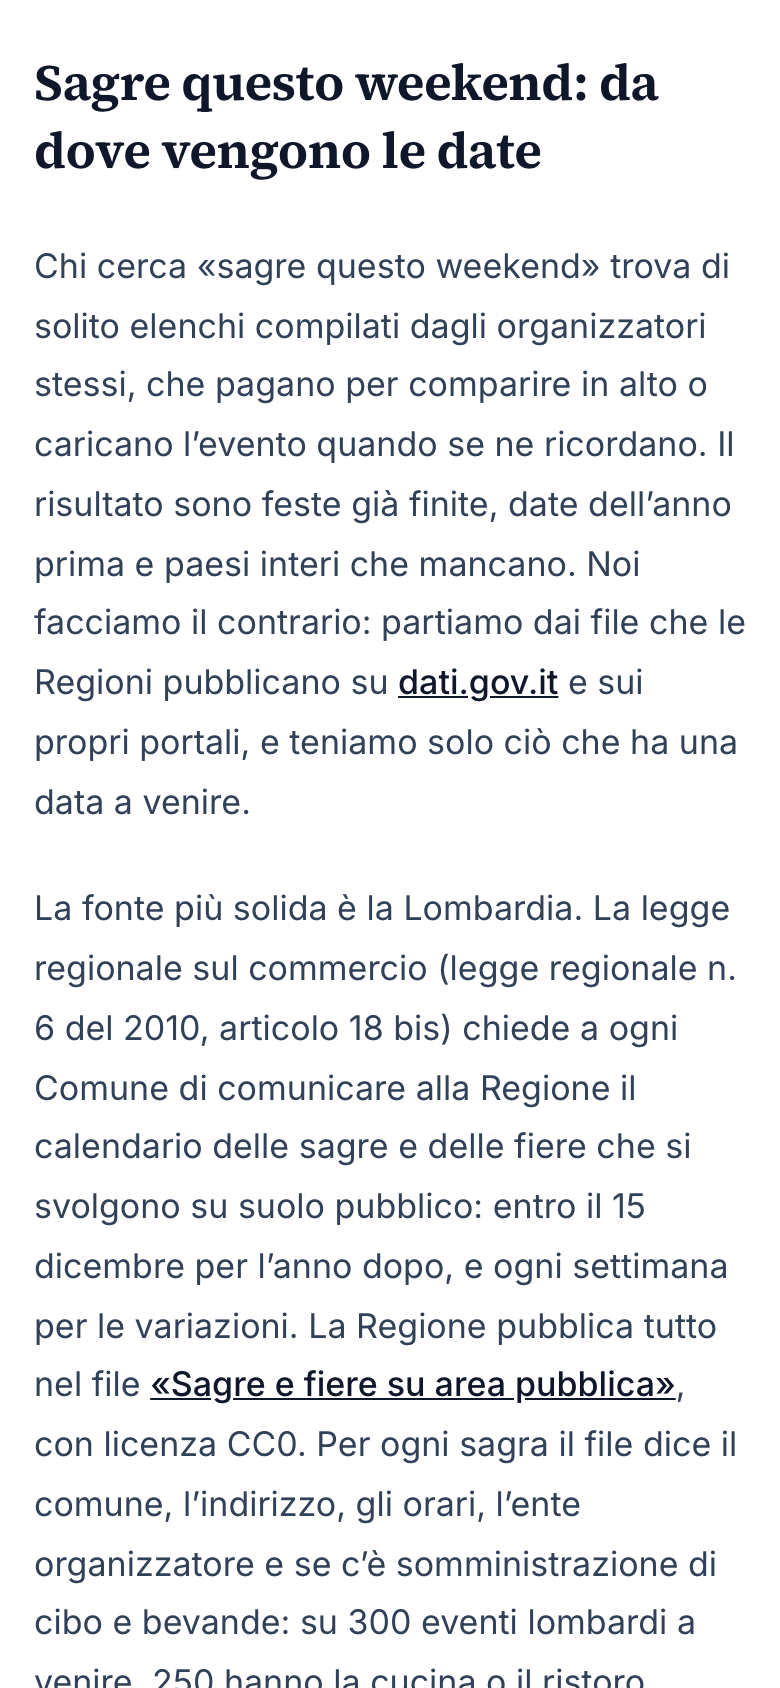 Sagre questo weekend: da
dove vengono le date
Chi cerca «sagre questo weekend» trova di
solito elenchi compilati dagli organizzatori
stessi, che pagano per comparire in alto o
caricano l’evento quando se ne ricordano. Il
risultato sono feste già finite, date dell’anno
prima e paesi interi che mancano. Noi
facciamo il contrario: partiamo dai file che le
Regioni pubblicano su dati.gov.it e sui
propri portali, e teniamo solo ciò che ha una
data a venire.
La fonte più solida è la Lombardia. La legge
regionale sul commercio (legge regionale n.
6 del 2010, articolo 18 bis) chiede a ogni
Comune di comunicare alla Regione il
calendario delle sagre e delle fiere che si
svolgono su suolo pubblico: entro il 15
dicembre per l’anno dopo, e ogni settimana
per le variazioni. La Regione pubblica tutto
nel file «Sagre e fiere su area pubblica»,
con licenza CC0. Per ogni sagra il file dice il
comune, l’indirizzo, gli orari, l’ente
organizzatore e se c’è somministrazione di
cibo e bevande: su 300 eventi lombardi a
venire, 250 hanno la cucina o il ristoro